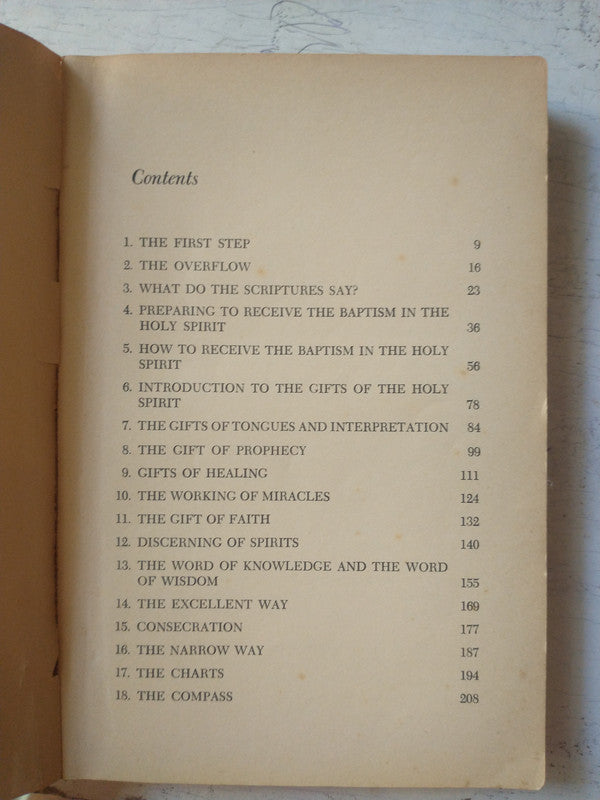 Contents
1. THE FIRST STEP 9
2. THE OVERFLOW 16
3. WHAT DO THE SCRIPTURES SAY? 23
4. PREPARING TO RECEIVE THE BAPTISM IN THE
HOLY SPIRIT 36
5. HOW TO RECEIVE THE BAPTISM IN THE HOLY
SPIRIT 56
6. INTRODUCTION TO THE GIFTS OF THE HOLY
SPIRIT 78
7. THE GIFTS OF TONGUES AND INTERPRETATION 84
8. THE GIFT OF PROPHECY 99
9. GIFTS OF HEALING 111
10. THE WORKING OF MIRACLES 124
11. THE GIFT OF FAITH 132
12. DISCERNING OF SPIRITS 140
13. THE WORD OF KNOWLEDGE AND THE WORD
OF WISDOM 155
14. THE EXCELLENT WAY 169
15. CONSECRATION 177
16. THE NARROW WAY 187
17. THE CHARTS 194
18. THE COMPASS 208